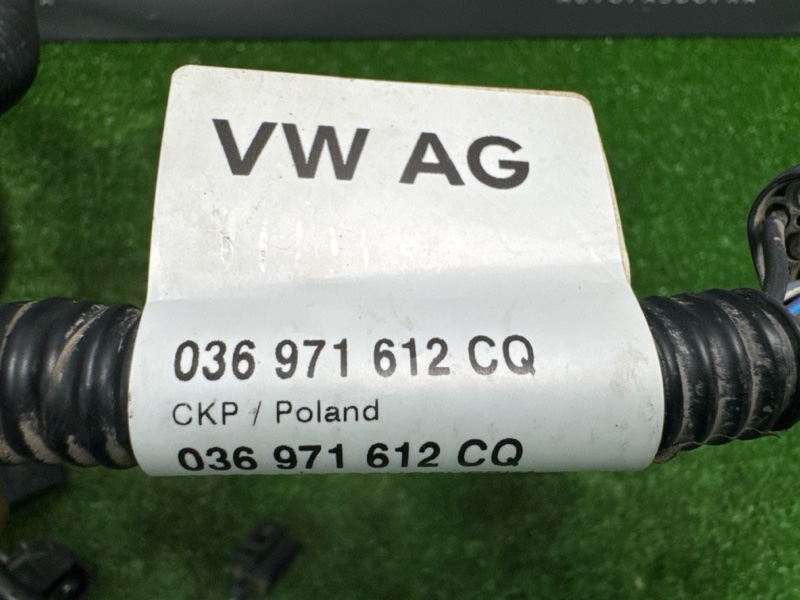 VW AG
036 971 612 CQ
CKP / Poland
036 971 612 CQ